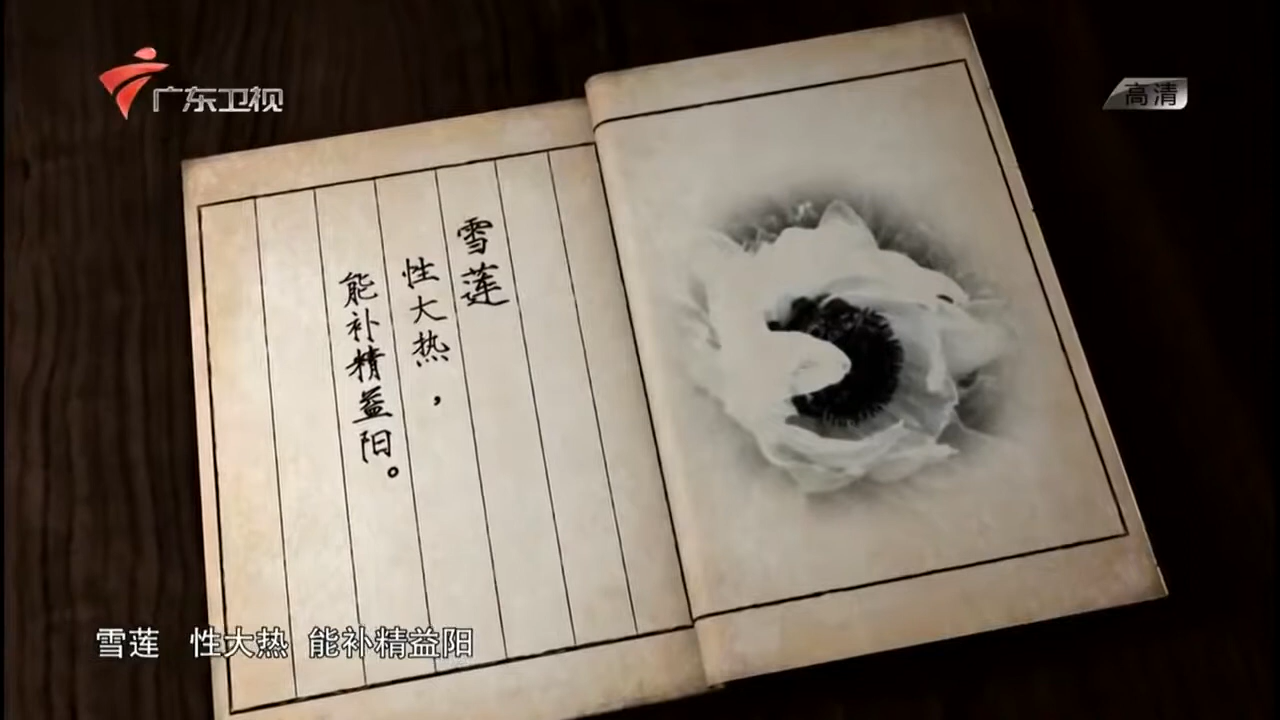 广东卫视
高清
雪莲
性大热，
能补精益阳。
雪莲 性大热 能补精益阳